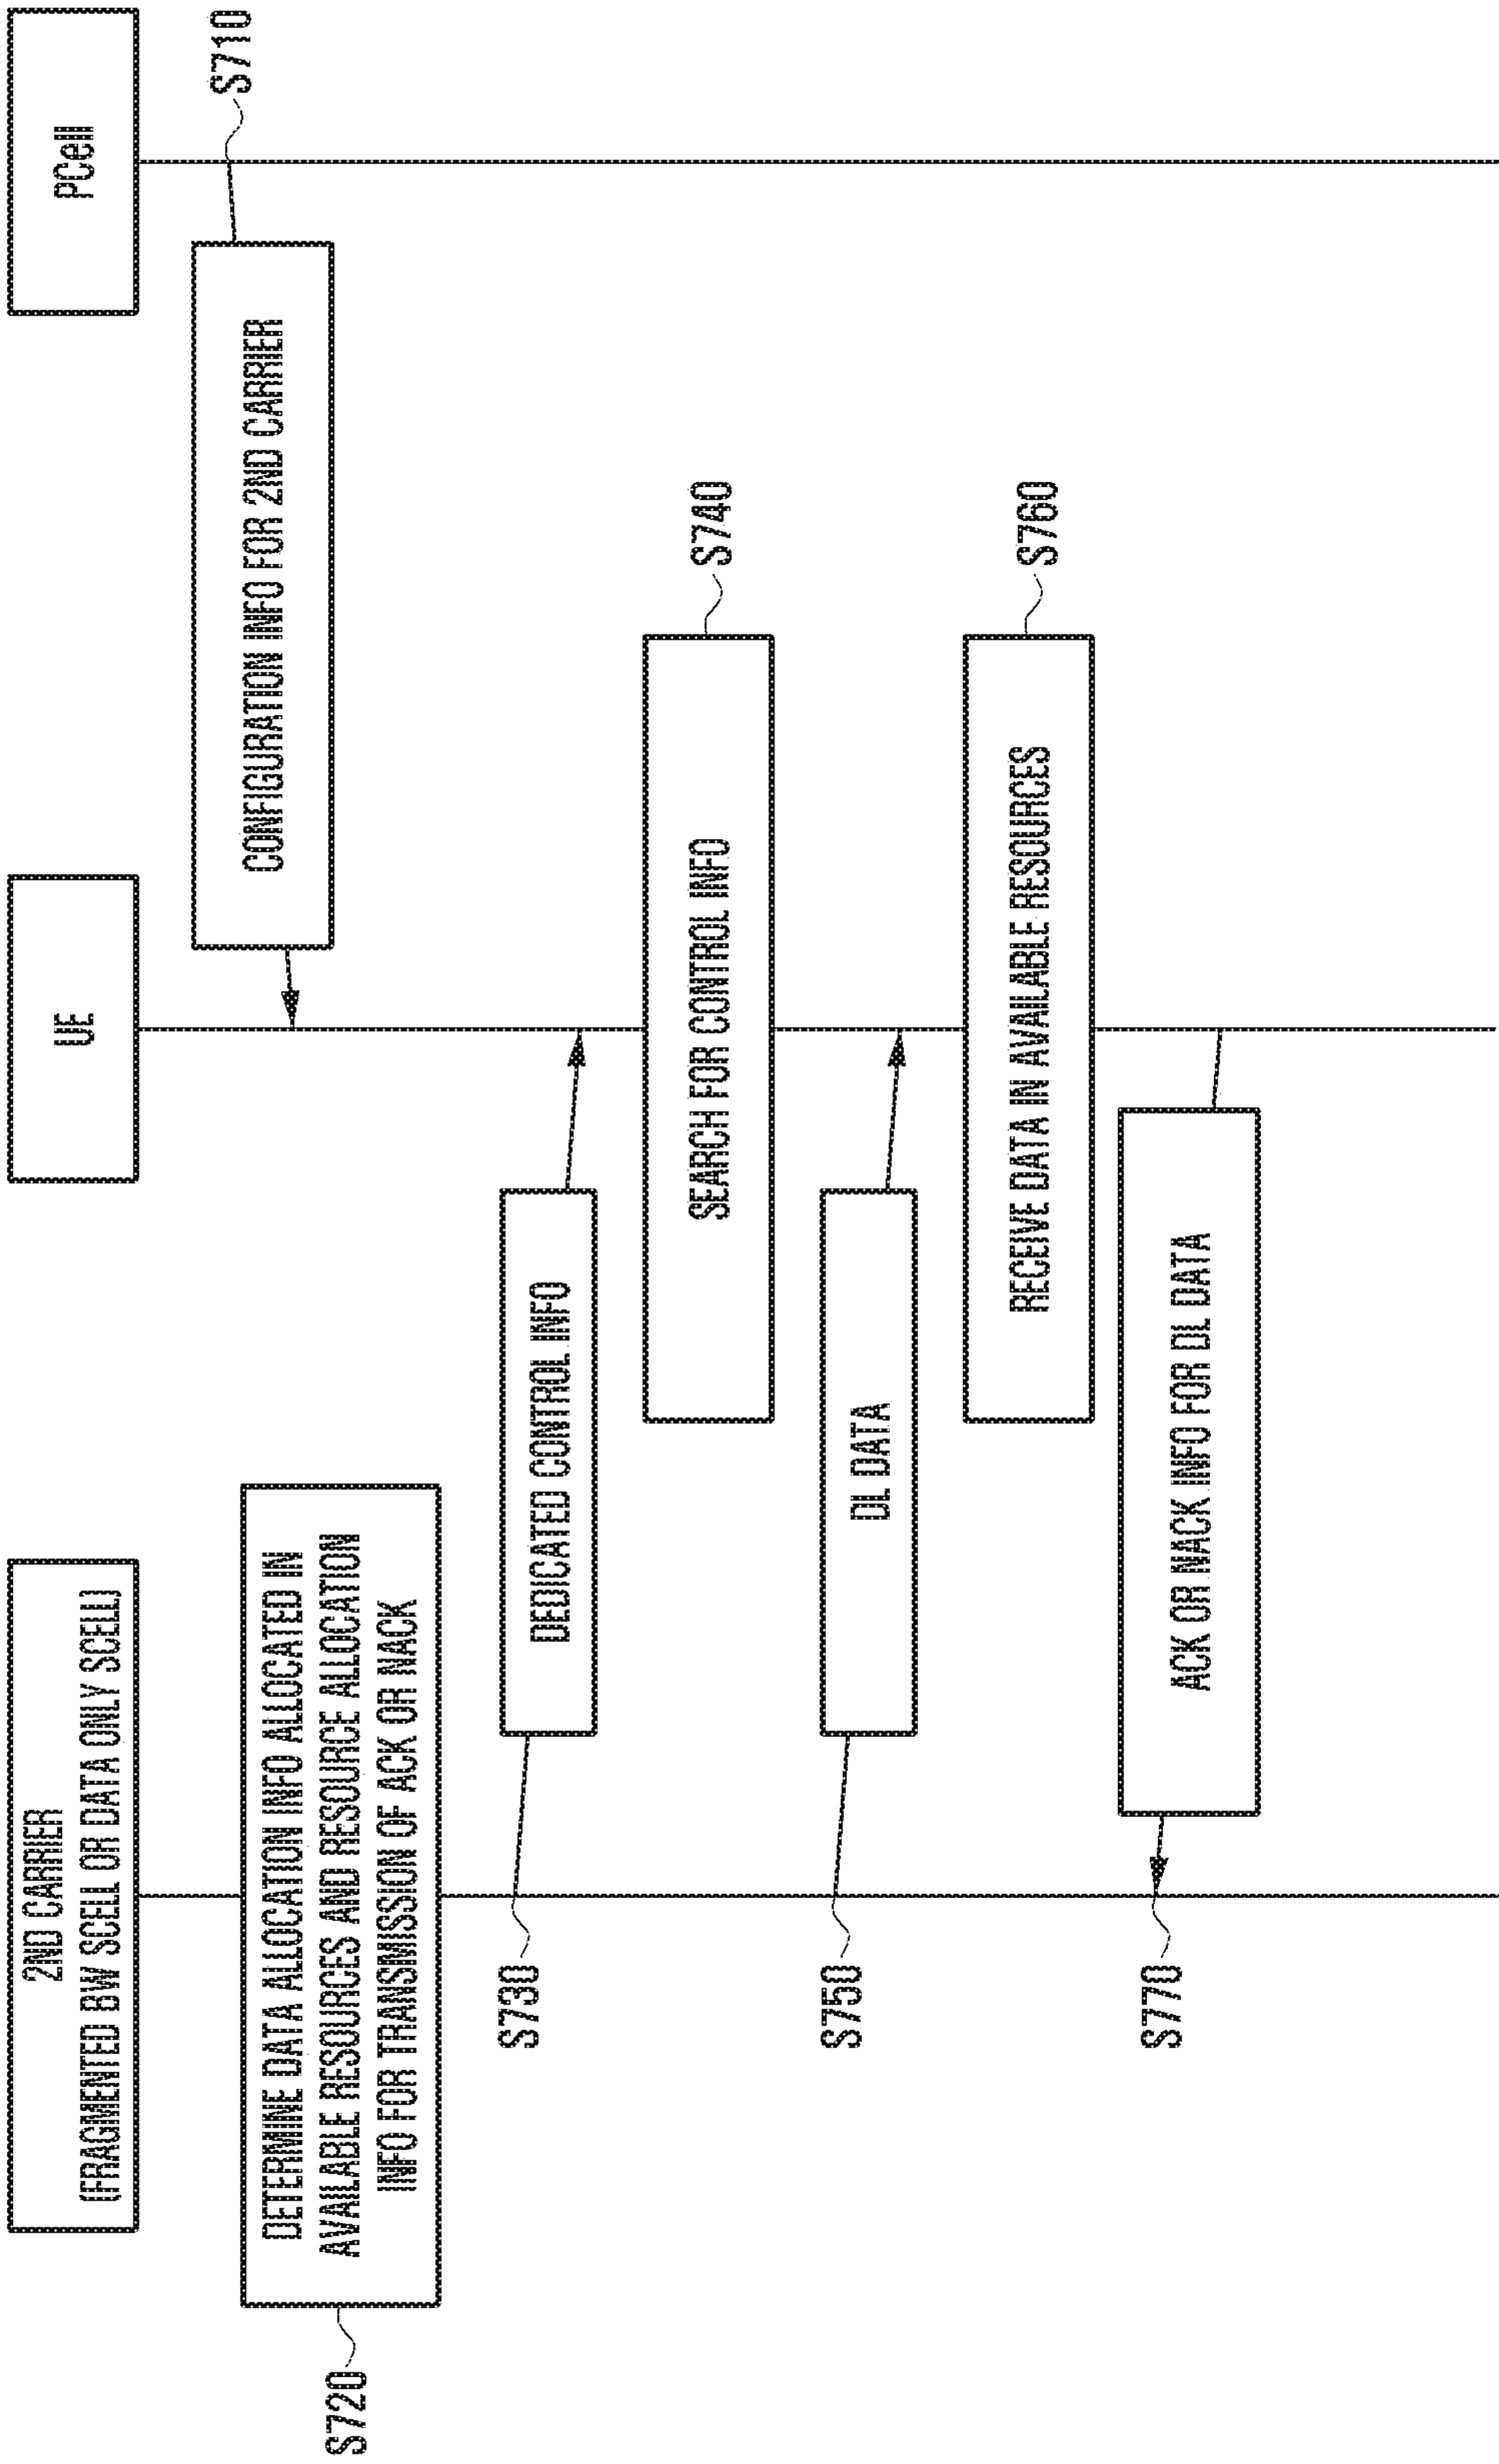 2ND CARRIER
(FRAGMENTED BW SCELL OR DATA ONLY SCELL)
UE
PCell
S710
CONFIGURATION INFO FOR 2ND CARRIER
S720
DETERMINE DATA ALLOCATION INFO ALLOCATED IN
AVAILABLE RESOURCES AND RESOURCE ALLOCATION
INFO FOR TRANSMISSION OF ACK OR NACK
S730
DEDICATED CONTROL INFO
SEARCH FOR CONTROL INFO
S740
S750
DL DATA
RECEIVE DATA IN AVAILABLE RESOURCES
S760
S770
ACK OR NACK INFO FOR DL DATA